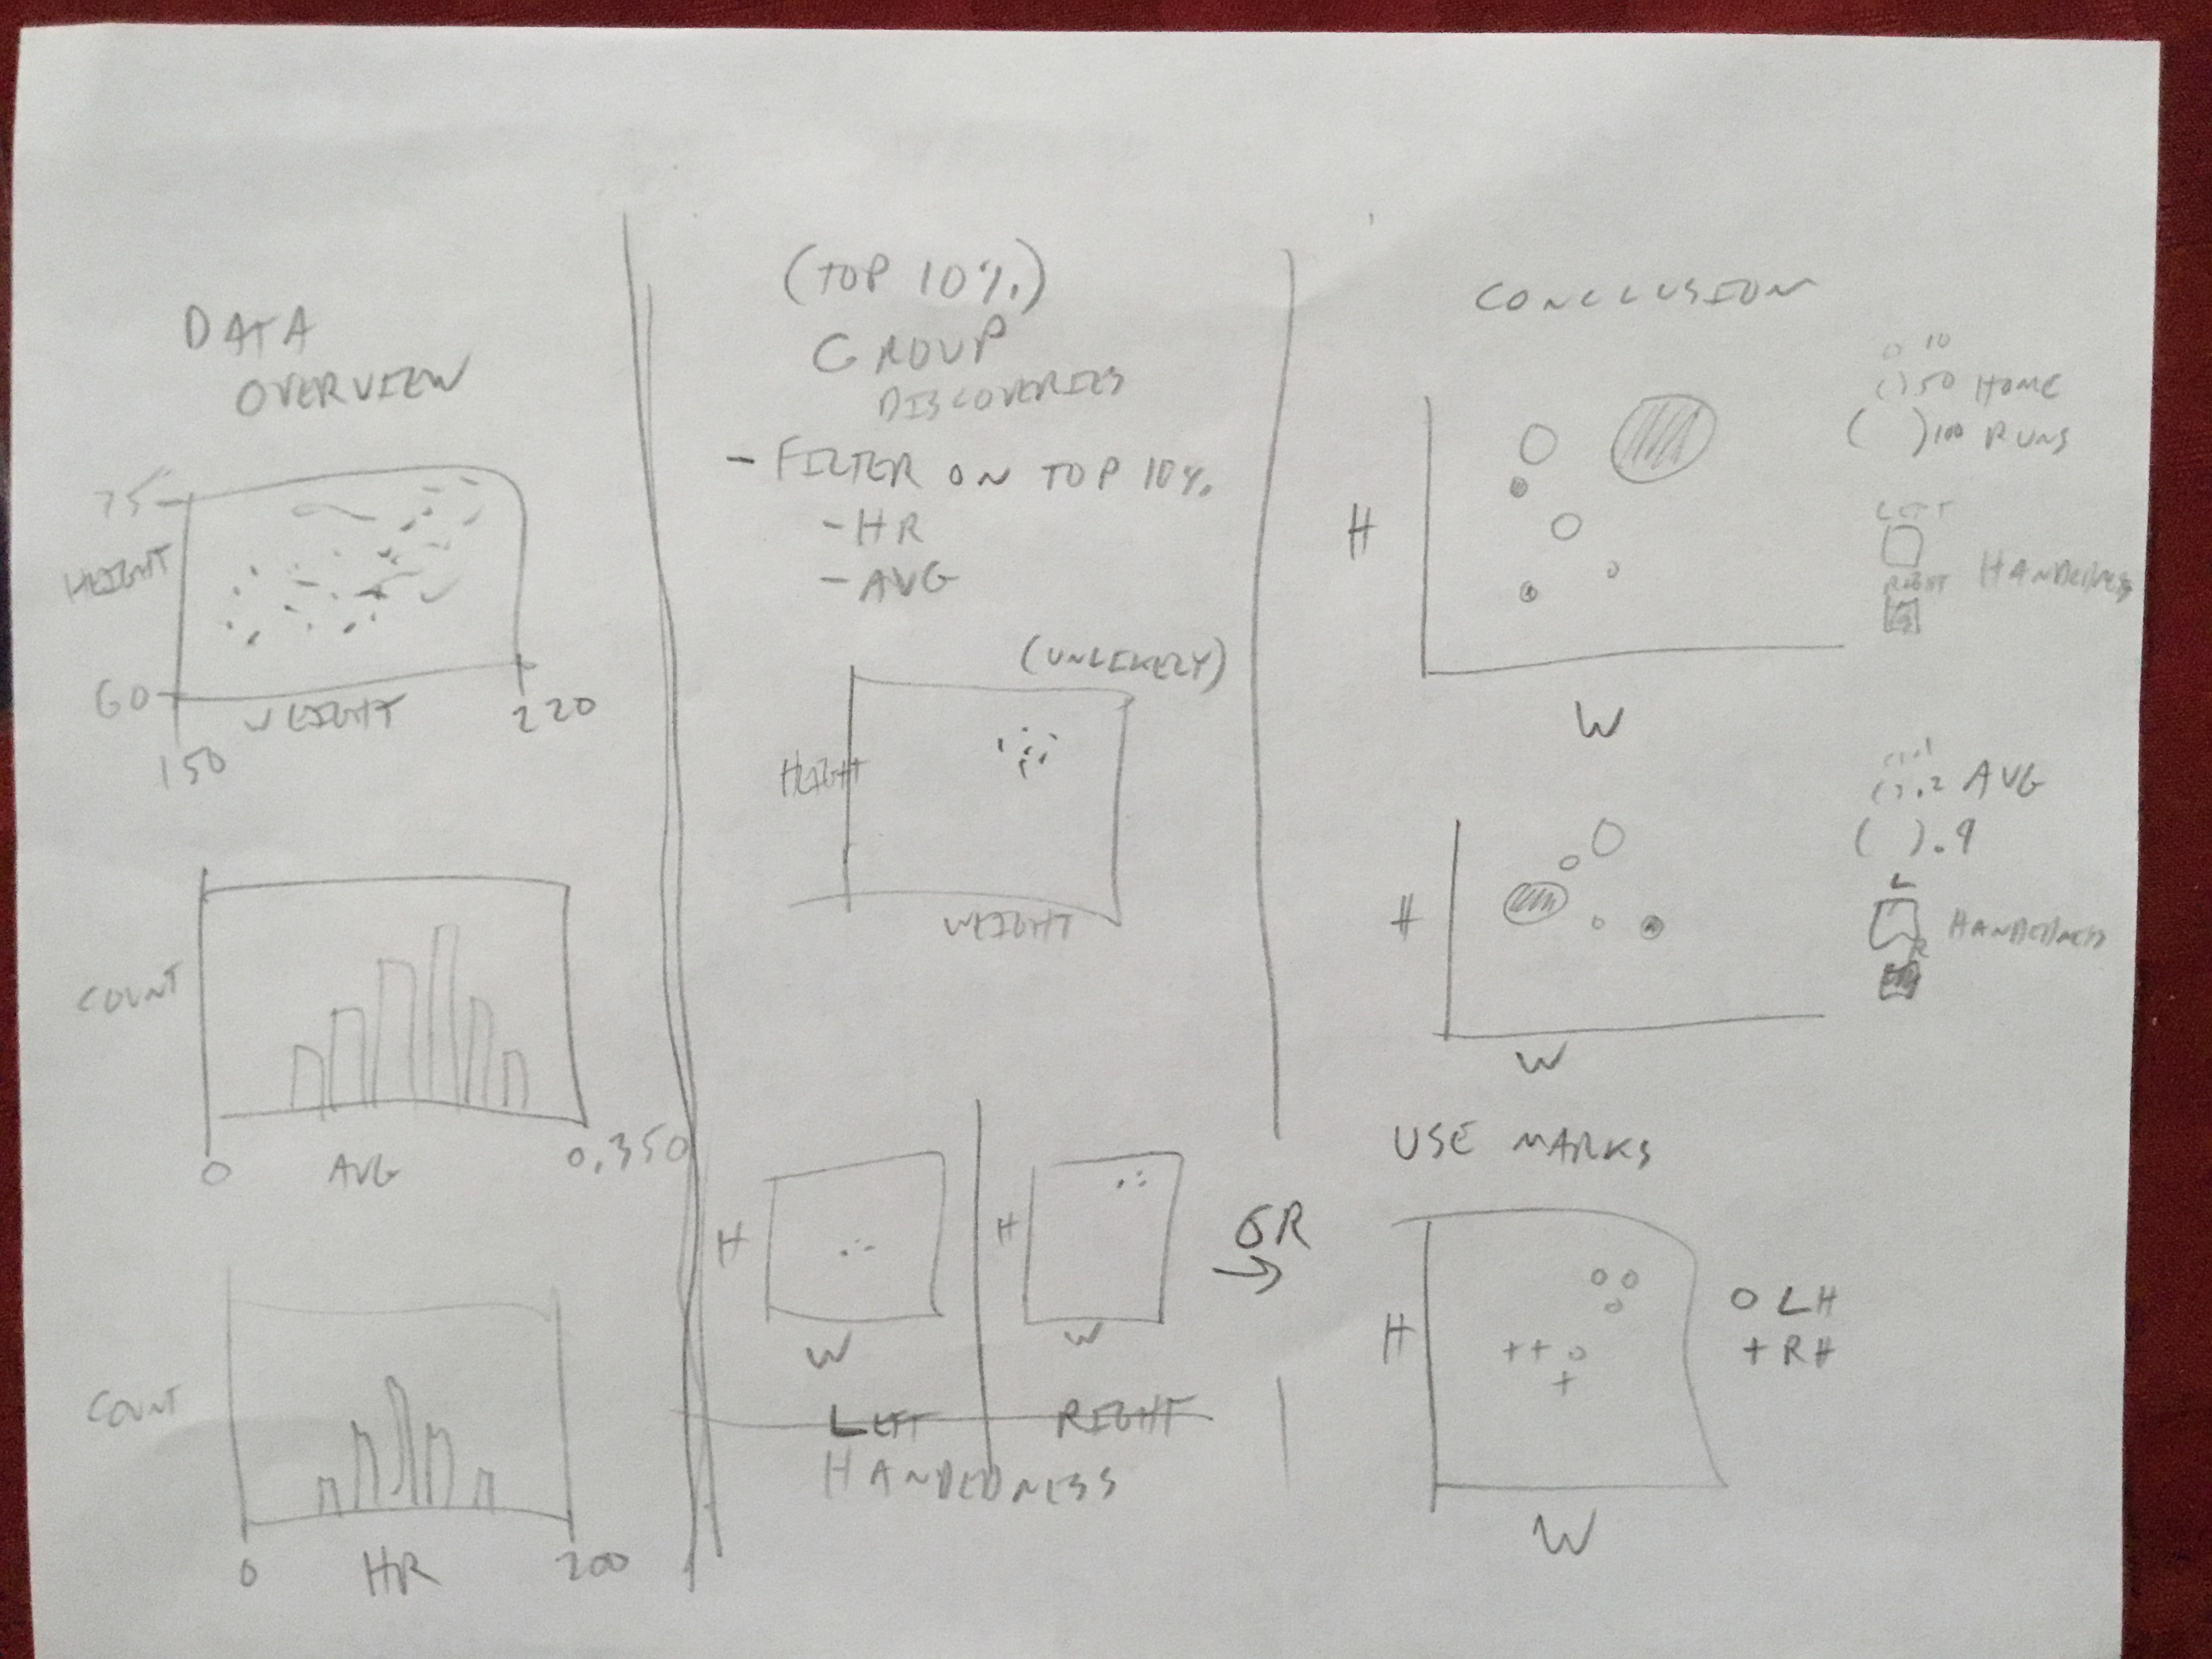 DATA
OVERVIEW
75
HEIGHT
60
WEIGHT
150
220
COUNT
0
AVG
0.350
COUNT
0
HR
200
(TOP 10%)
GROUP
DISCOVERIES
- FILTER ON TOP 10%
- HR
- AVG
(UNLIKELY)
HEIGHT
WEIGHT
H
W
LEFT
H
W
RIGHT
HANDEDNESS
OR
CONCLUSION
10
50 HOME
100 RUNS
LEFT
RIGHT
HANDEDNESS
H
W
.2 AVG
L
HANDEDNESS
R
H
W
USE MARKS
H
W
O LH
+ RH